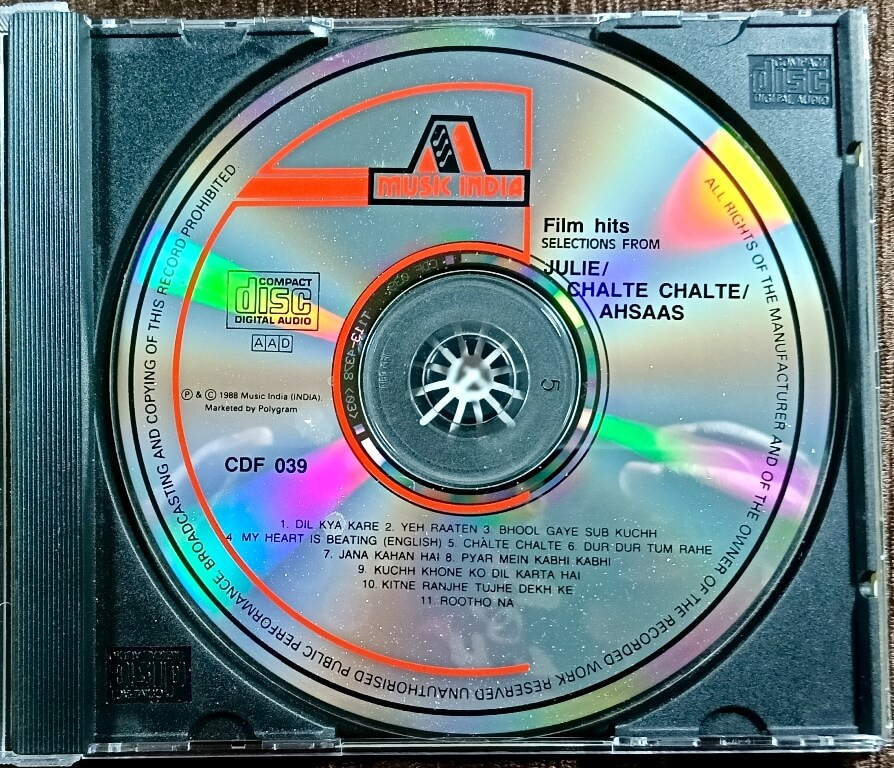 MUSIC INDIA
Film hits
SELECTIONS FROM
JULIE/
CHALTE CHALTE/
AHSAAS
COMPACT
disc
DIGITAL AUDIO
AAD
Ⓟ & © 1988 Music India (INDIA).
Marketed by Polygram
CDF 039
1. DIL KYA KARE 2. YEH RAATEN 3. BHOOL GAYE SUB KUCHH
4. MY HEART IS BEATING (ENGLISH) 5. CHALTE CHALTE 6. DUR DUR TUM RAHE
7. JANA KAHAN HAI 8. PYAR MEIN KABHI KABHI
9. KUCHH KHONE KO DIL KARTA HAI
10. KITNE RANJHE TUJHE DEKH KE
11. ROOTHO NA
ALL RIGHTS OF THE MANUFACTURER AND OF THE OWNER OF THE RECORDED WORK RESERVED UNAUTHORISED PUBLIC PERFORMANCE BROADCASTING AND COPYING OF THIS RECORD PROHIBITED
5
COMPACT
disc
DIGITAL AUDIO